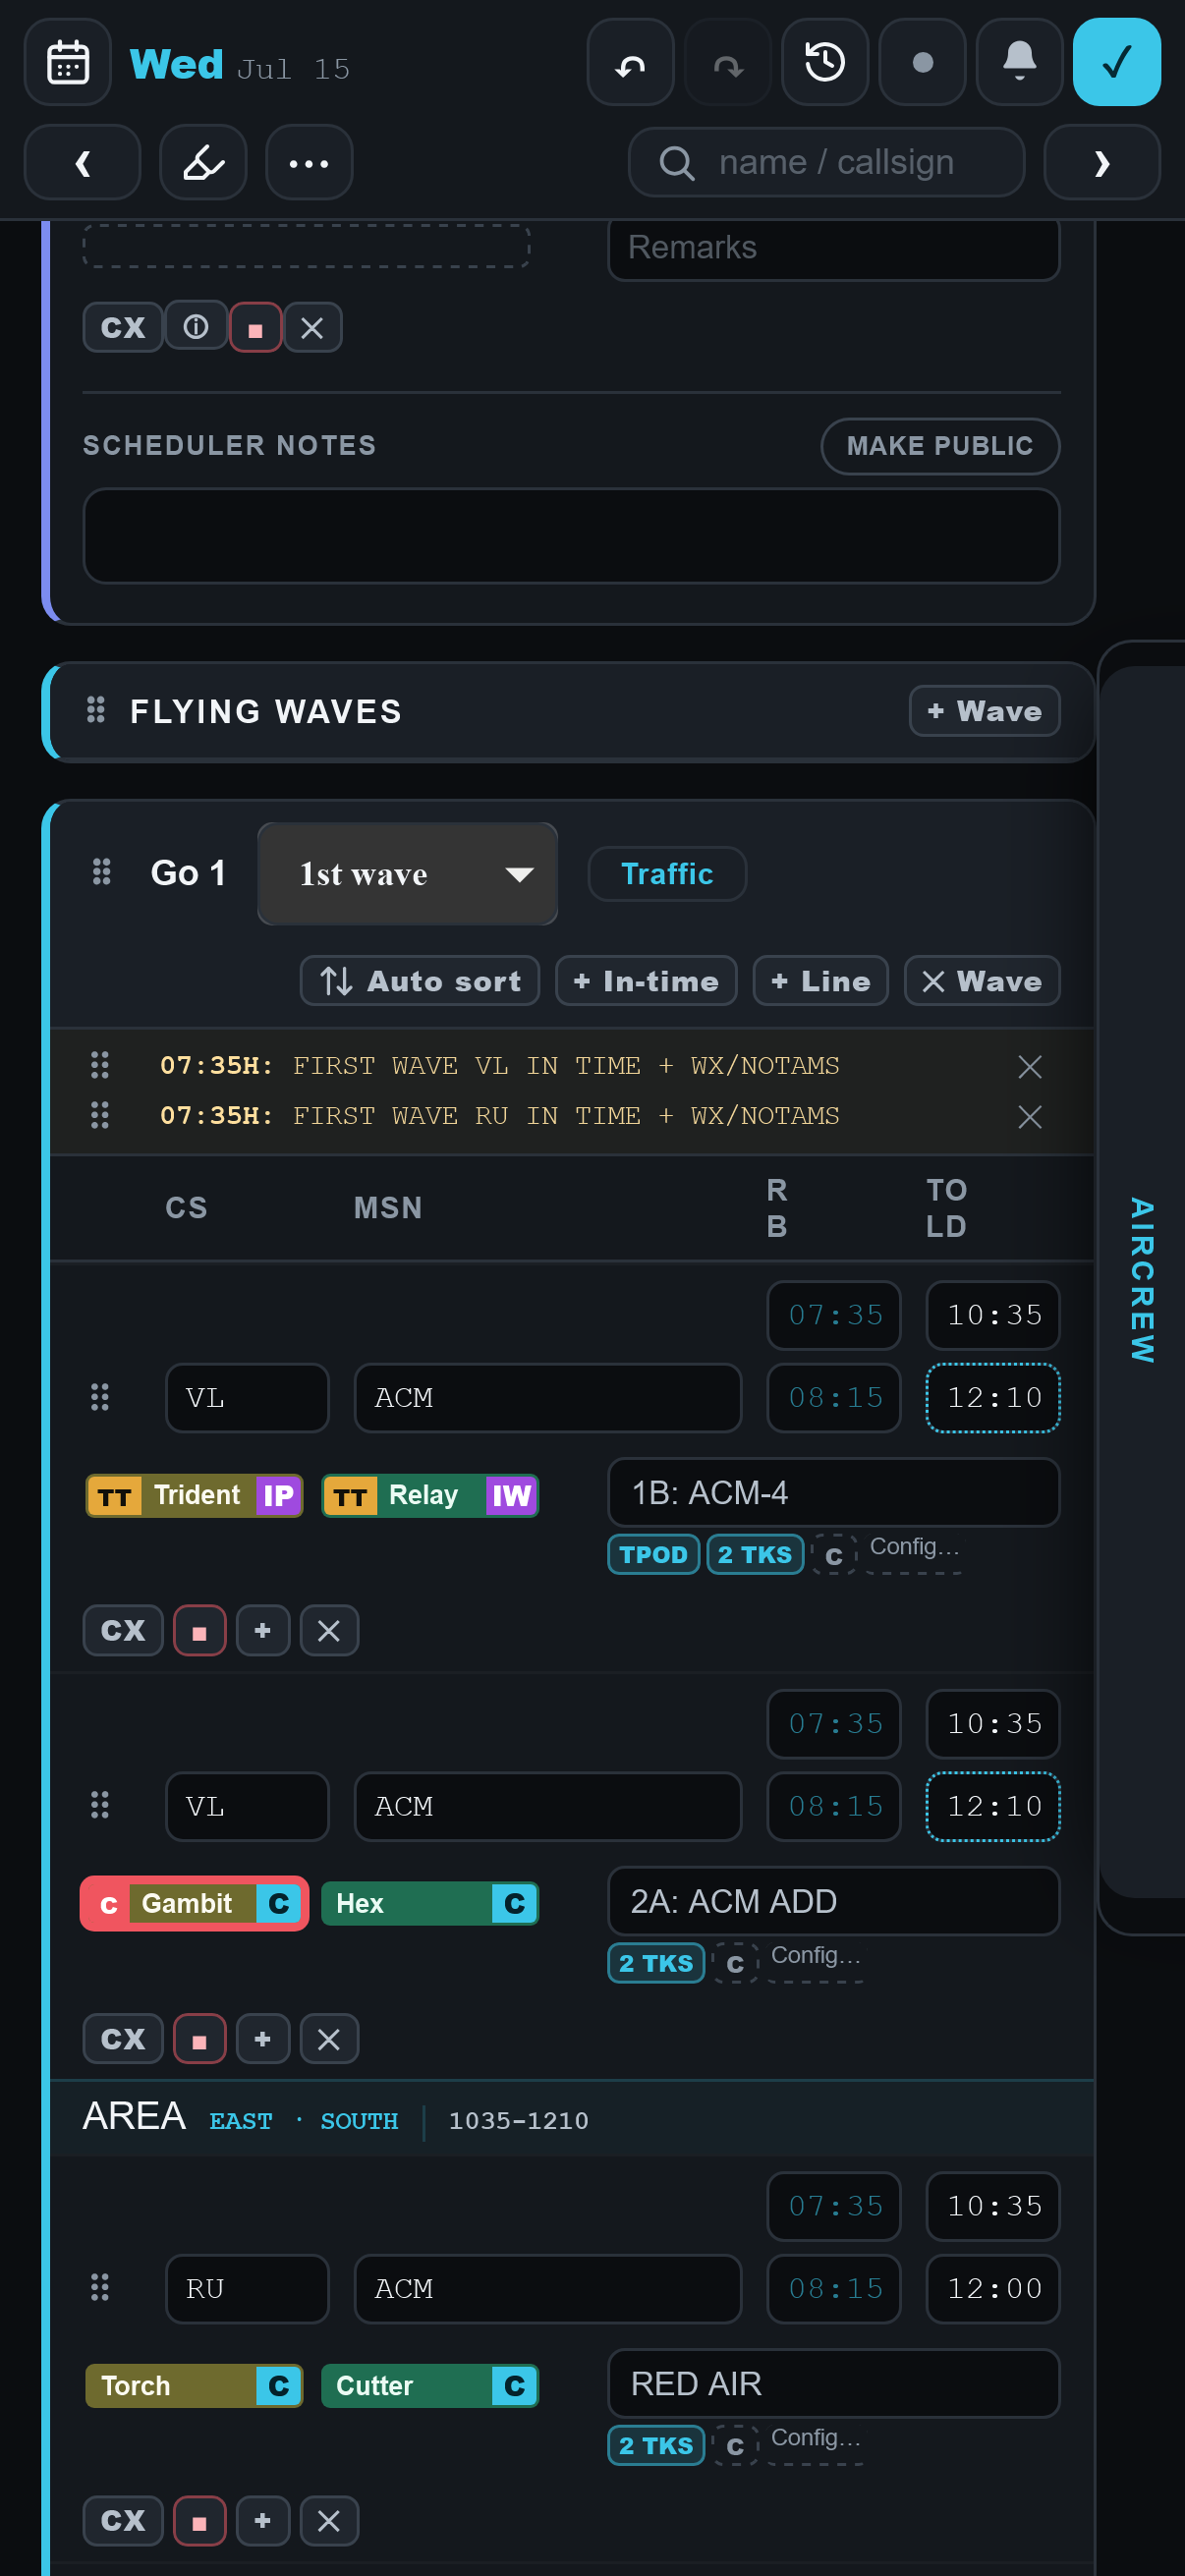 Wed Jul 15
name / callsign
Remarks
CX
SCHEDULER NOTES
MAKE PUBLIC
FLYING WAVES
+ Wave
Go 1
1st wave
Traffic
Auto sort
+ In-time
+ Line
Wave
07:35H: FIRST WAVE VL IN TIME + WX/NOTAMS
07:35H: FIRST WAVE RU IN TIME + WX/NOTAMS
CS
MSN
R
B
TO
LD
07:35
10:35
VL
ACM
08:15
12:10
TT Trident IP
TT Relay IW
1B: ACM-4
TPOD
2 TKS
C
Config...
CX
+
07:35
10:35
VL
ACM
08:15
12:10
C Gambit C
Hex C
2A: ACM ADD
2 TKS
C
Config...
CX
+
AREA EAST · SOUTH 1035-1210
07:35
10:35
RU
ACM
08:15
12:00
Torch C
Cutter C
RED AIR
2 TKS
C
Config...
CX
+
AIRCREW